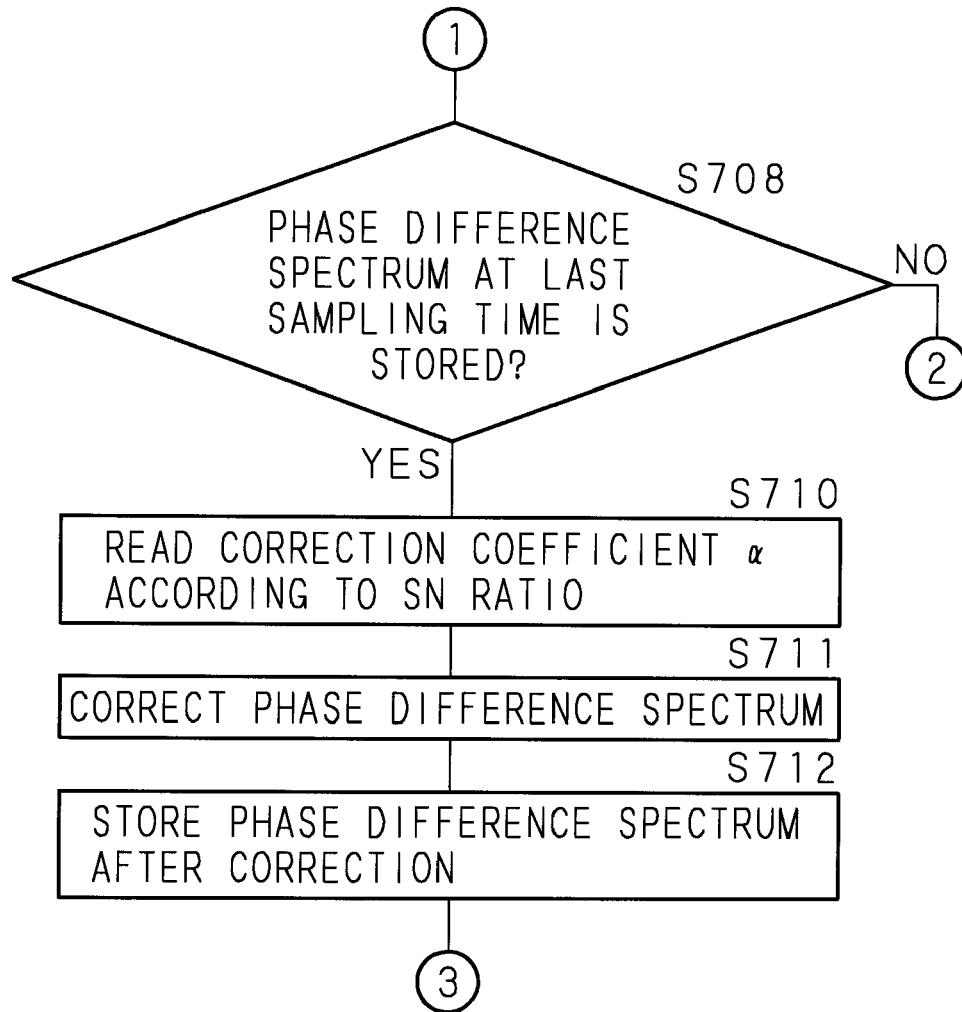 1
S708
PHASE DIFFERENCE
SPECTRUM AT LAST
SAMPLING TIME IS
STORED?
NO
2
YES
S710
READ CORRECTION COEFFICIENT α
ACCORDING TO SN RATIO
S711
CORRECT PHASE DIFFERENCE SPECTRUM
S712
STORE PHASE DIFFERENCE SPECTRUM
AFTER CORRECTION
3